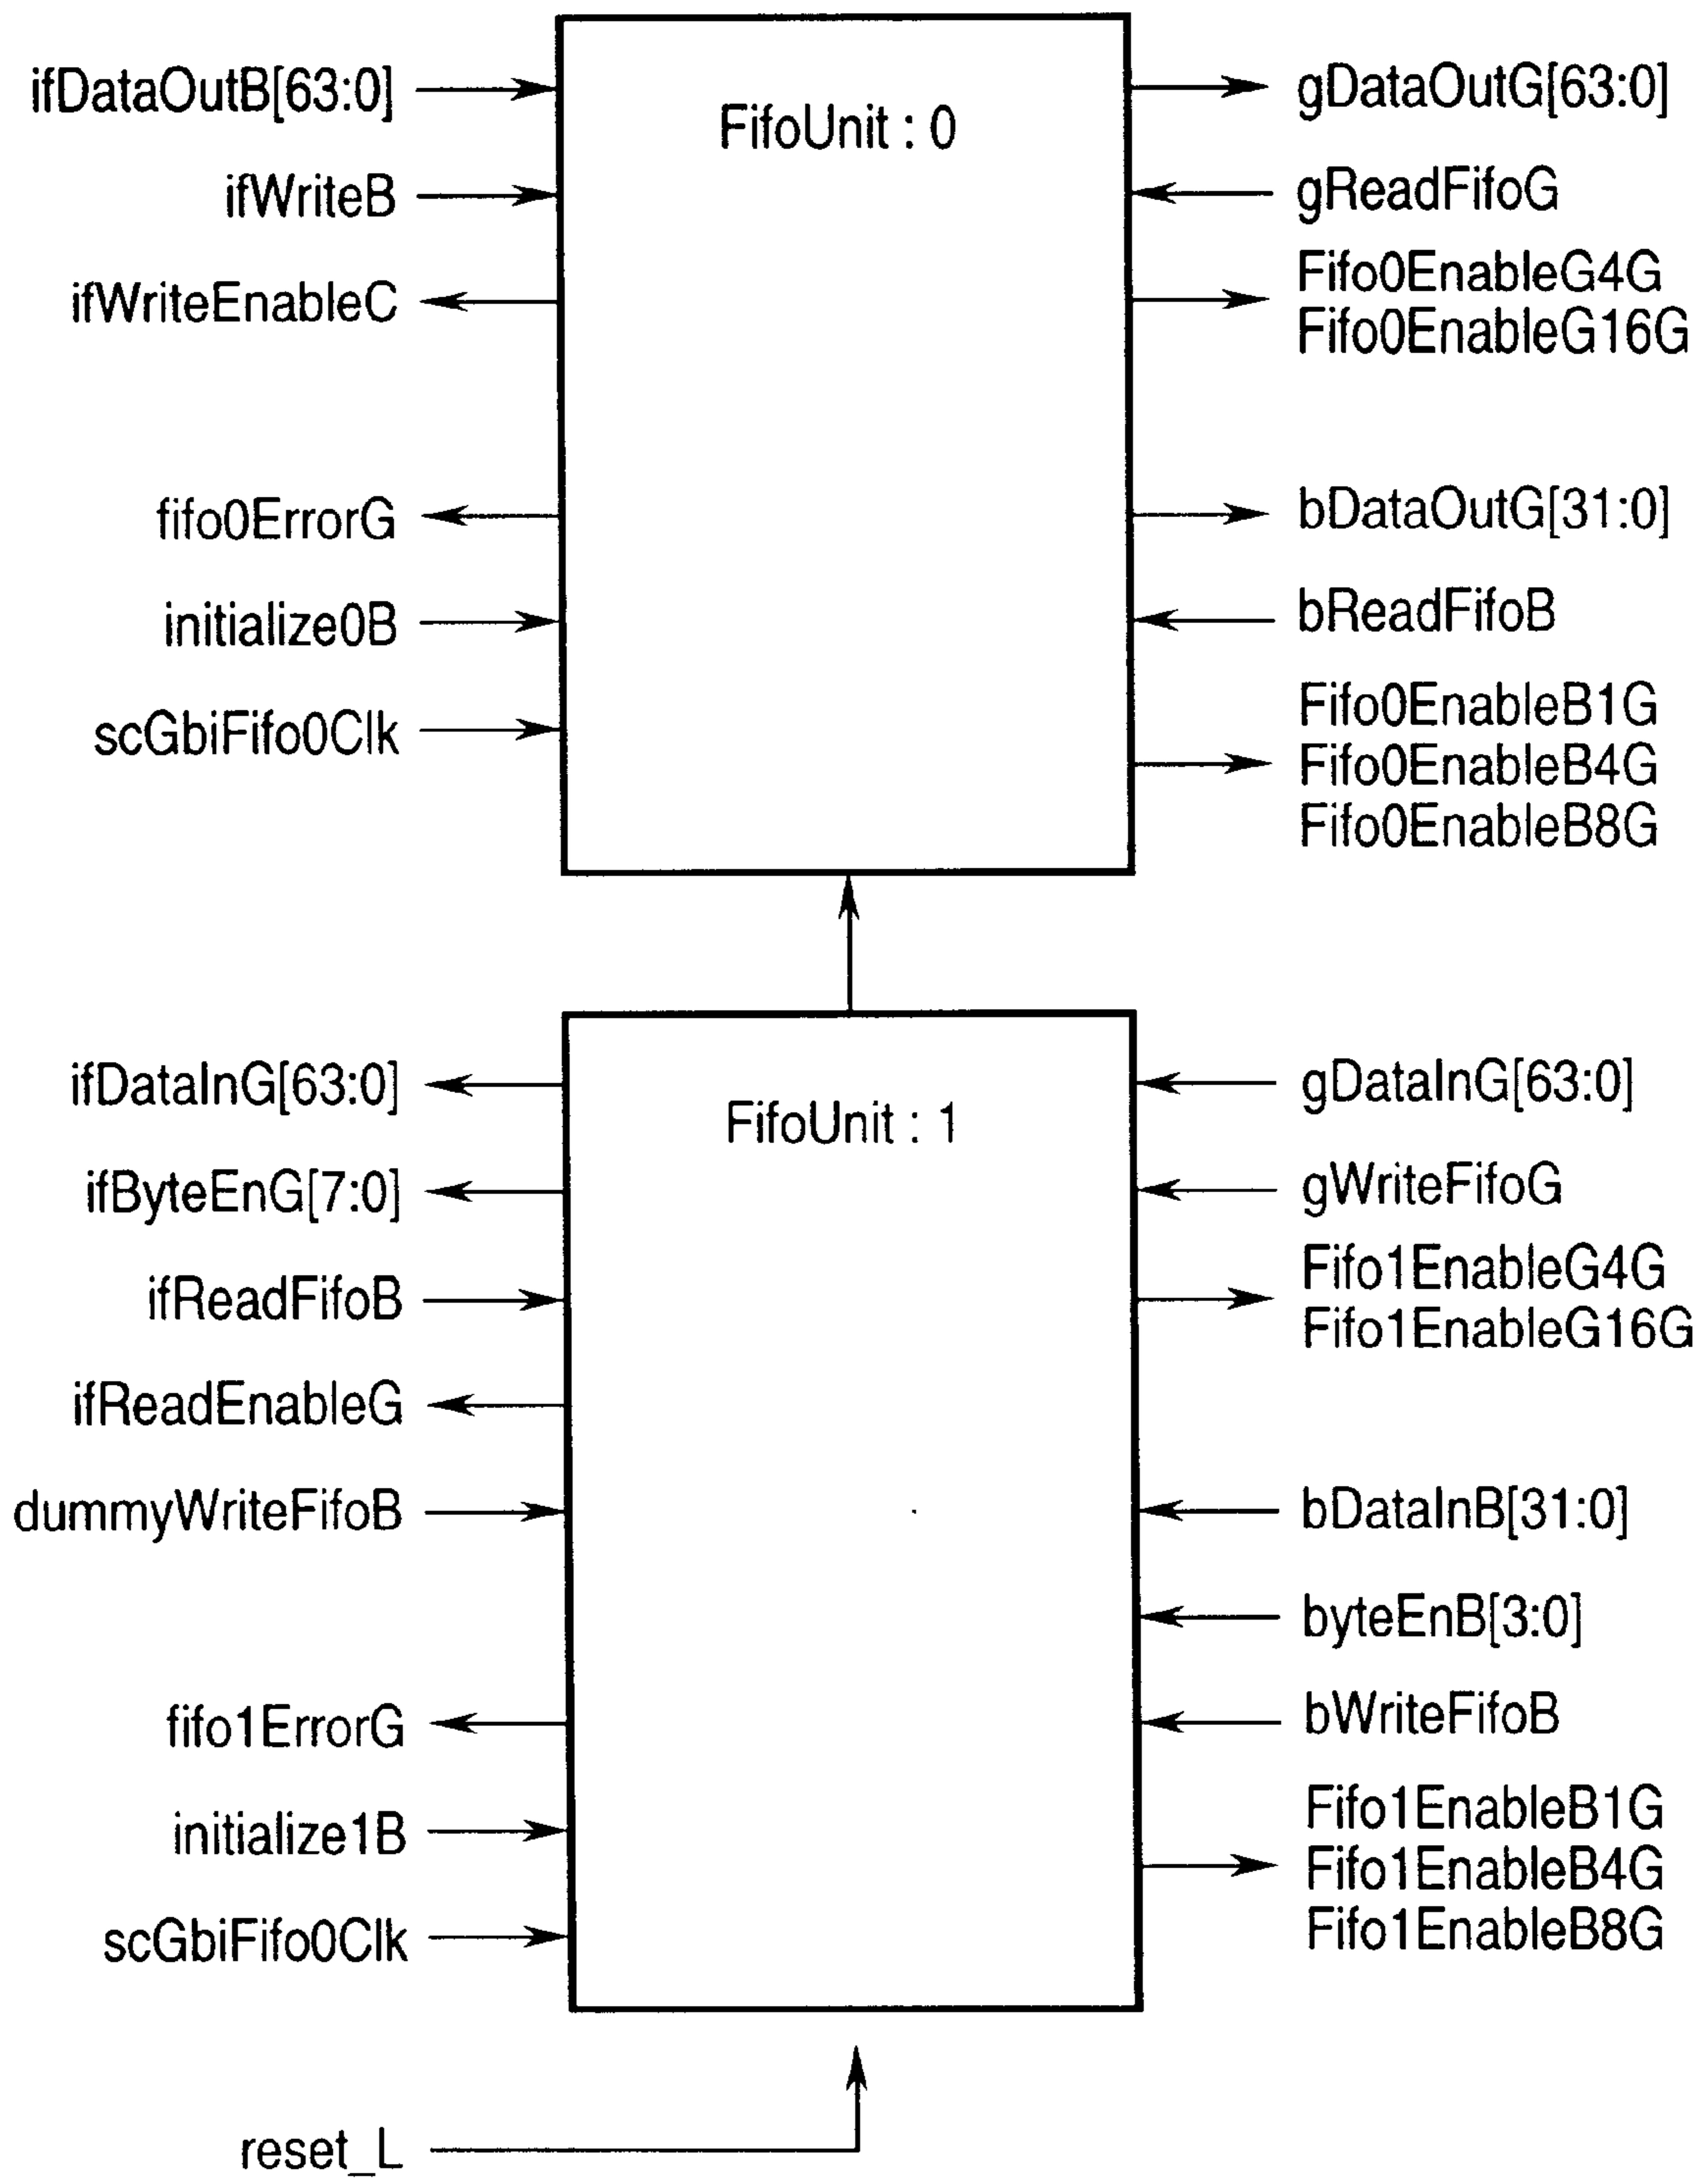 ifDataOutB[63:0]
ifWriteB
ifWriteEnableC
fifo0ErrorG
initialize0B
scGbiFifo0Clk
FifoUnit : 0
gDataOutG[63:0]
gReadFifoG
Fifo0EnableG4G
Fifo0EnableG16G
bDataOutG[31:0]
bReadFifoB
Fifo0EnableB1G
Fifo0EnableB4G
Fifo0EnableB8G
ifDataInG[63:0]
ifByteEnG[7:0]
ifReadFifoB
ifReadEnableG
dummyWriteFifoB
fifo1ErrorG
initialize1B
scGbiFifo0Clk
FifoUnit : 1
gDataInG[63:0]
gWriteFifoG
Fifo1EnableG4G
Fifo1EnableG16G
bDataInB[31:0]
byteEnB[3:0]
bWriteFifoB
Fifo1EnableB1G
Fifo1EnableB4G
Fifo1EnableB8G
reset_L